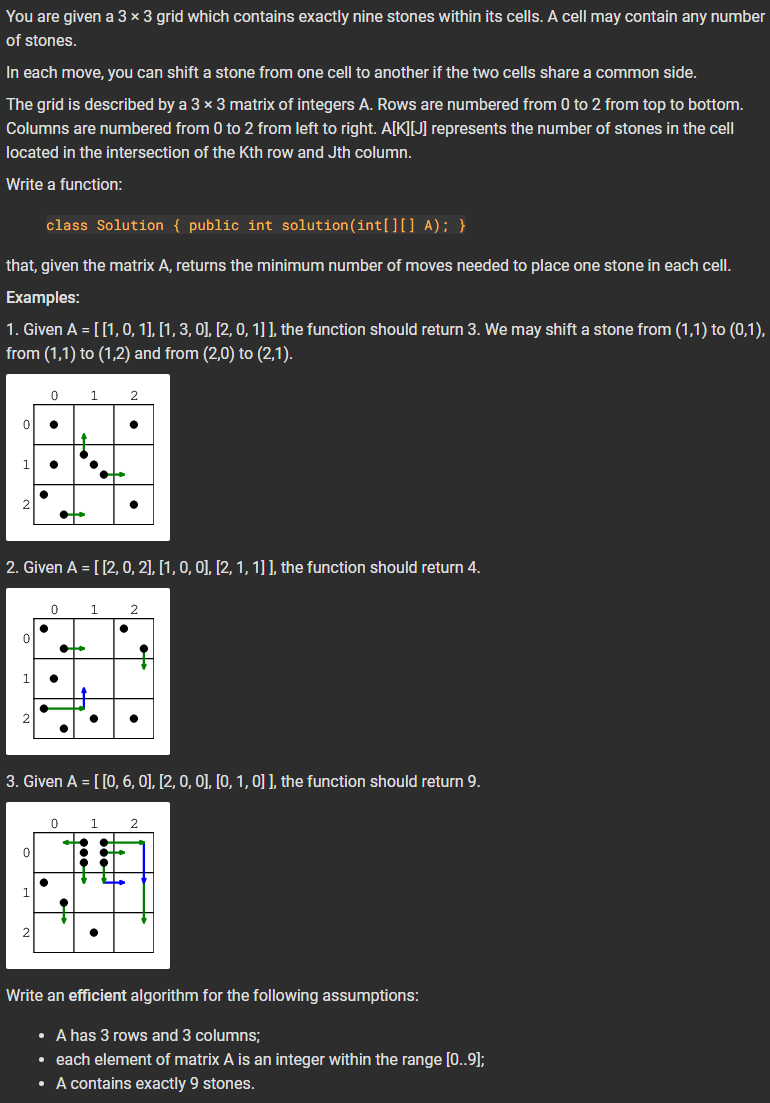 You are given a 3 × 3 grid which contains exactly nine stones within its cells. A cell may contain any number
of stones.
In each move, you can shift a stone from one cell to another if the two cells share a common side.
The grid is described by a 3 × 3 matrix of integers A. Rows are numbered from 0 to 2 from top to bottom.
Columns are numbered from 0 to 2 from left to right. A[K][J] represents the number of stones in the cell
located in the intersection of the Kth row and Jth column.
Write a function:
class Solution { public int solution(int[][] A); }
that, given the matrix A, returns the minimum number of moves needed to place one stone in each cell.
Examples:
1. Given A = [ [1, 0, 1], [1, 3, 0], [2, 0, 1] ], the function should return 3. We may shift a stone from (1,1) to (0,1),
from (1,1) to (1,2) and from (2,0) to (2,1).
0 1 2
0
1
2
2. Given A = [ [2, 0, 2], [1, 0, 0], [2, 1, 1] ], the function should return 4.
0 1 2
0
1
2
3. Given A = [ [0, 6, 0], [2, 0, 0], [0, 1, 0] ], the function should return 9.
0 1 2
0
1
2
Write an efficient algorithm for the following assumptions:
• A has 3 rows and 3 columns;
• each element of matrix A is an integer within the range [0..9];
• A contains exactly 9 stones.